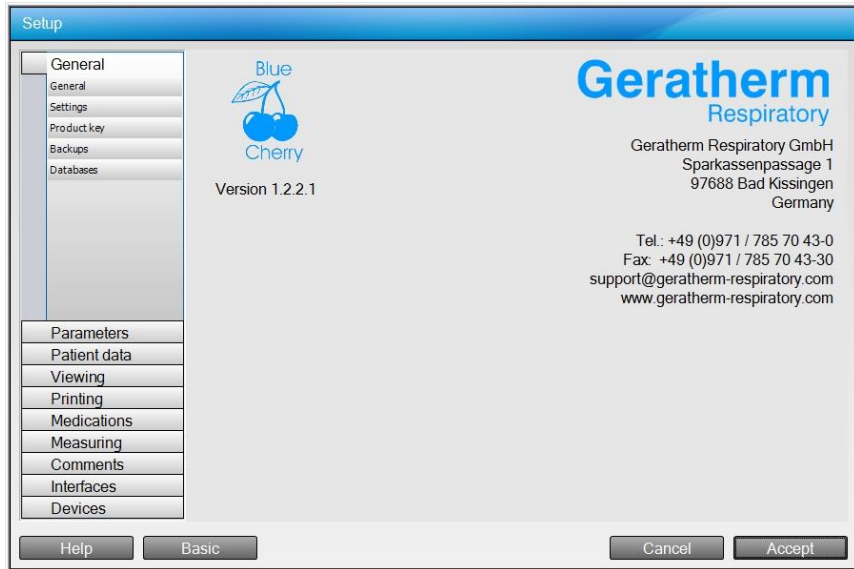 Setup
General
General
Settings
Product key
Backups
Databases
Parameters
Patient data
Viewing
Printing
Medications
Measuring
Comments
Interfaces
Devices
Blue
Cherry
Version 1.2.2.1
Geratherm
Respiratory
Geratherm Respiratory GmbH
Sparkassenpassage 1
97688 Bad Kissingen
Germany
Tel.: +49 (0)971 / 785 70 43-0
Fax: +49 (0)971 / 785 70 43-30
support@geratherm-respiratory.com
www.geratherm-respiratory.com
Help
Basic
Cancel
Accept